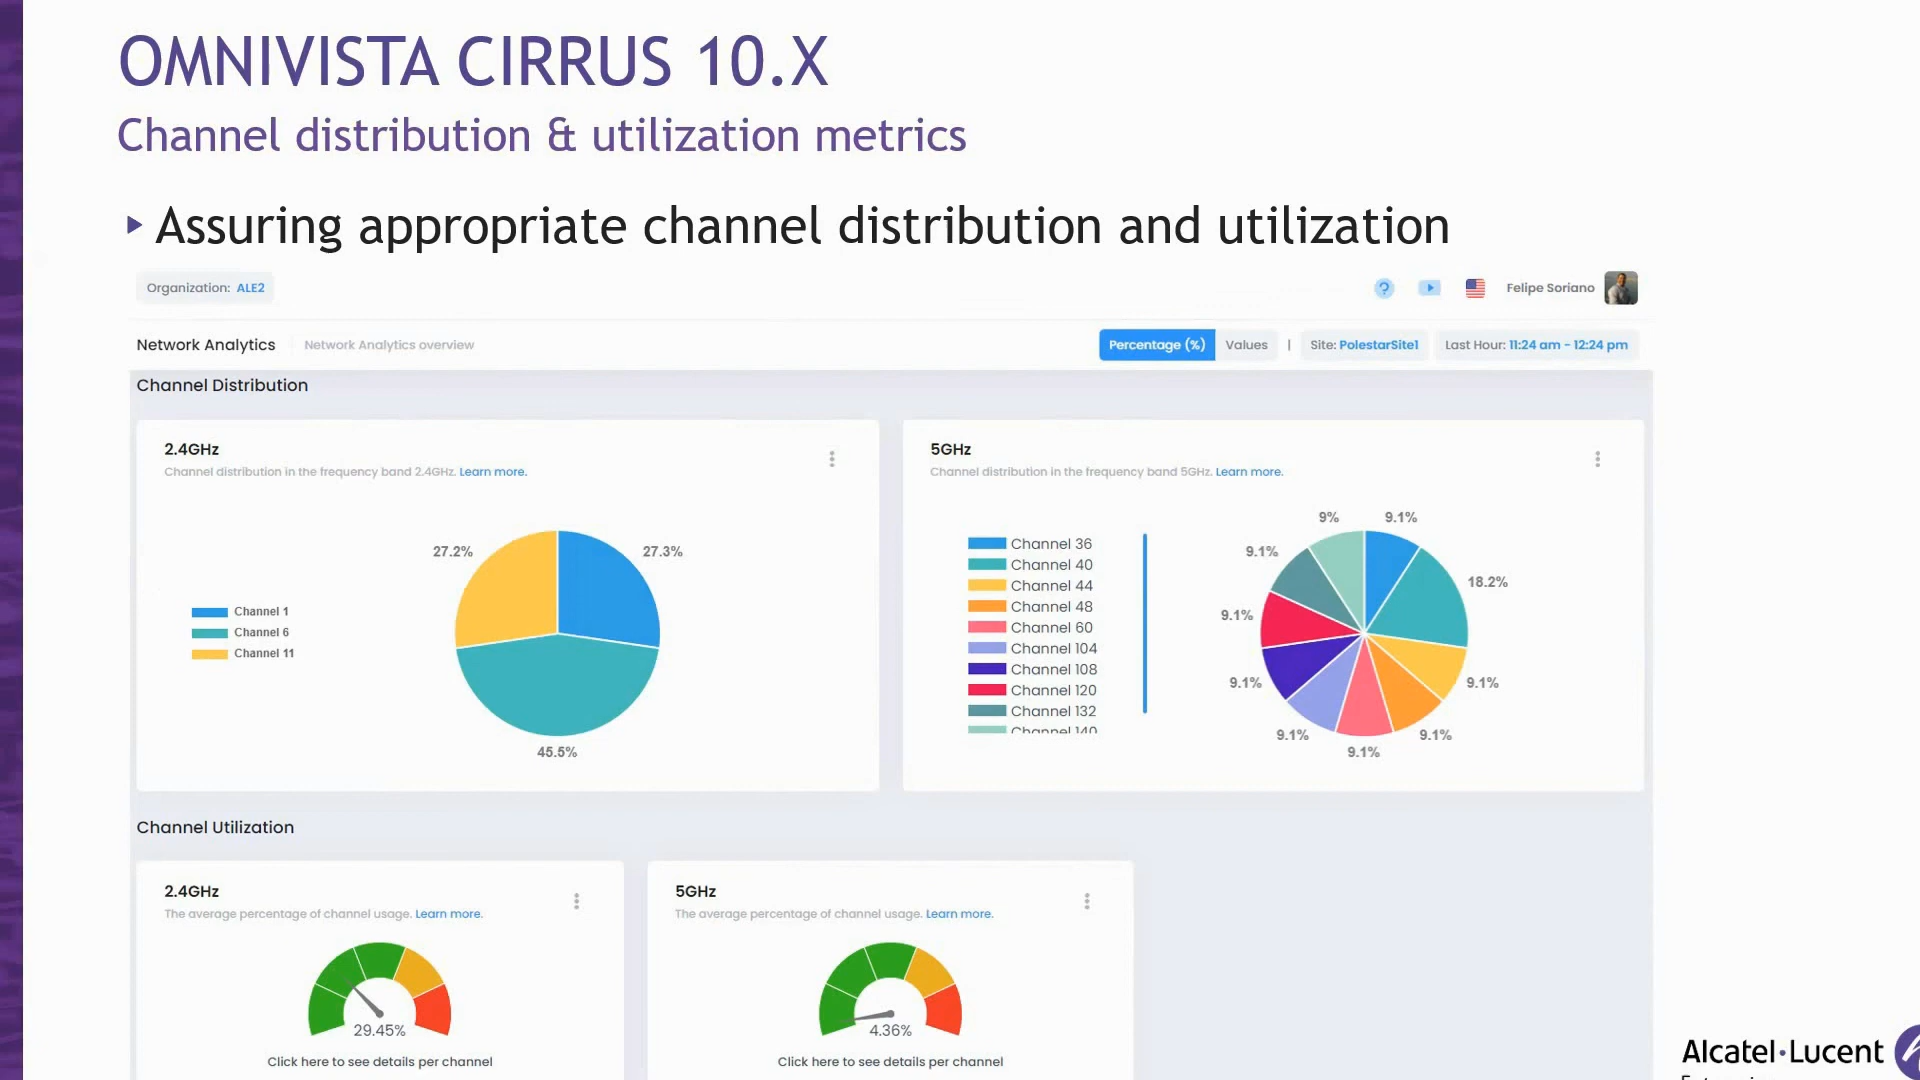 OMNIVISTA CIRRUS 10.X
Channel distribution & utilization metrics
Assuring appropriate channel distribution and utilization
Organization: ALE2
? Felipe Soriano
Network Analytics Network Analytics overview Percentage (%) Values | Site: PolestarSite1 Last Hour: 11:24 am - 12:24 pm
Channel Distribution
2.4GHz
Channel distribution in the frequency band 2.4GHz. Learn more.
27.2%
27.3%
Channel 1
Channel 6
Channel 11
45.5%
5GHz
Channel distribution in the frequency band 5GHz. Learn more.
Channel 36
Channel 40
Channel 44
Channel 48
Channel 60
Channel 104
Channel 108
Channel 120
Channel 132
Channel 140
9%
9.1%
9.1%
18.2%
9.1%
9.1%
9.1%
9.1%
9.1%
9.1%
Channel Utilization
2.4GHz
The average percentage of channel usage. Learn more.
29.45%
Click here to see details per channel
5GHz
The average percentage of channel usage. Learn more.
4.36%
Click here to see details per channel
Alcatel·Lucent